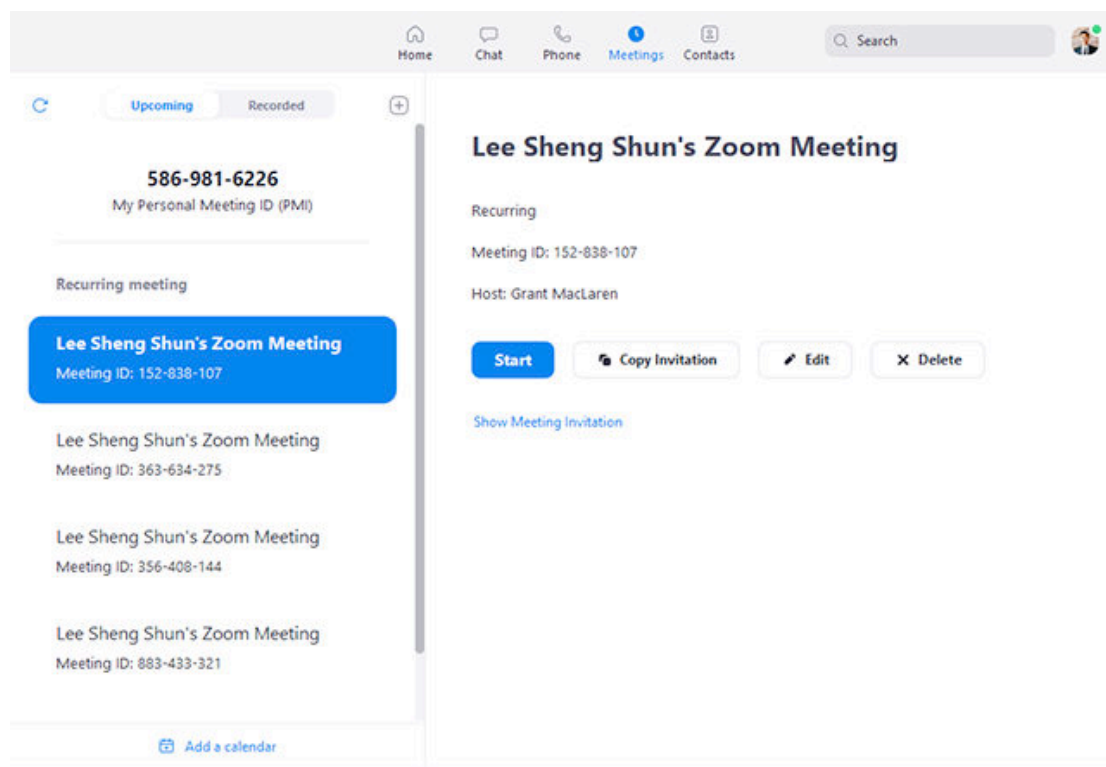 Home
Chat
Phone
Meetings
Contacts
Search
Upcoming
Recorded
586-981-6226
My Personal Meeting ID (PMI)
Recurring meeting
Lee Sheng Shun's Zoom Meeting
Meeting ID: 152-838-107
Lee Sheng Shun's Zoom Meeting
Meeting ID: 363-634-275
Lee Sheng Shun's Zoom Meeting
Meeting ID: 356-408-144
Lee Sheng Shun's Zoom Meeting
Meeting ID: 883-433-321
Add a calendar
Lee Sheng Shun's Zoom Meeting
Recurring
Meeting ID: 152-838-107
Host: Grant MacLaren
Start
Copy Invitation
Edit
Delete
Show Meeting Invitation